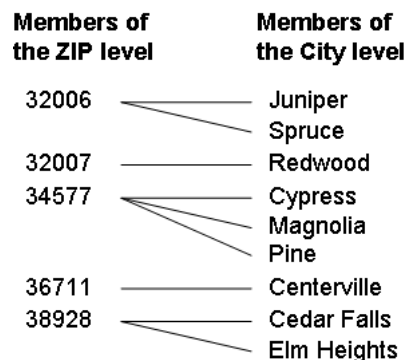 Members of the ZIP level
Members of the City level
32006
Juniper
Spruce
32007
Redwood
34577
Cypress
Magnolia
Pine
36711
Centerville
38928
Cedar Falls
Elm Heights